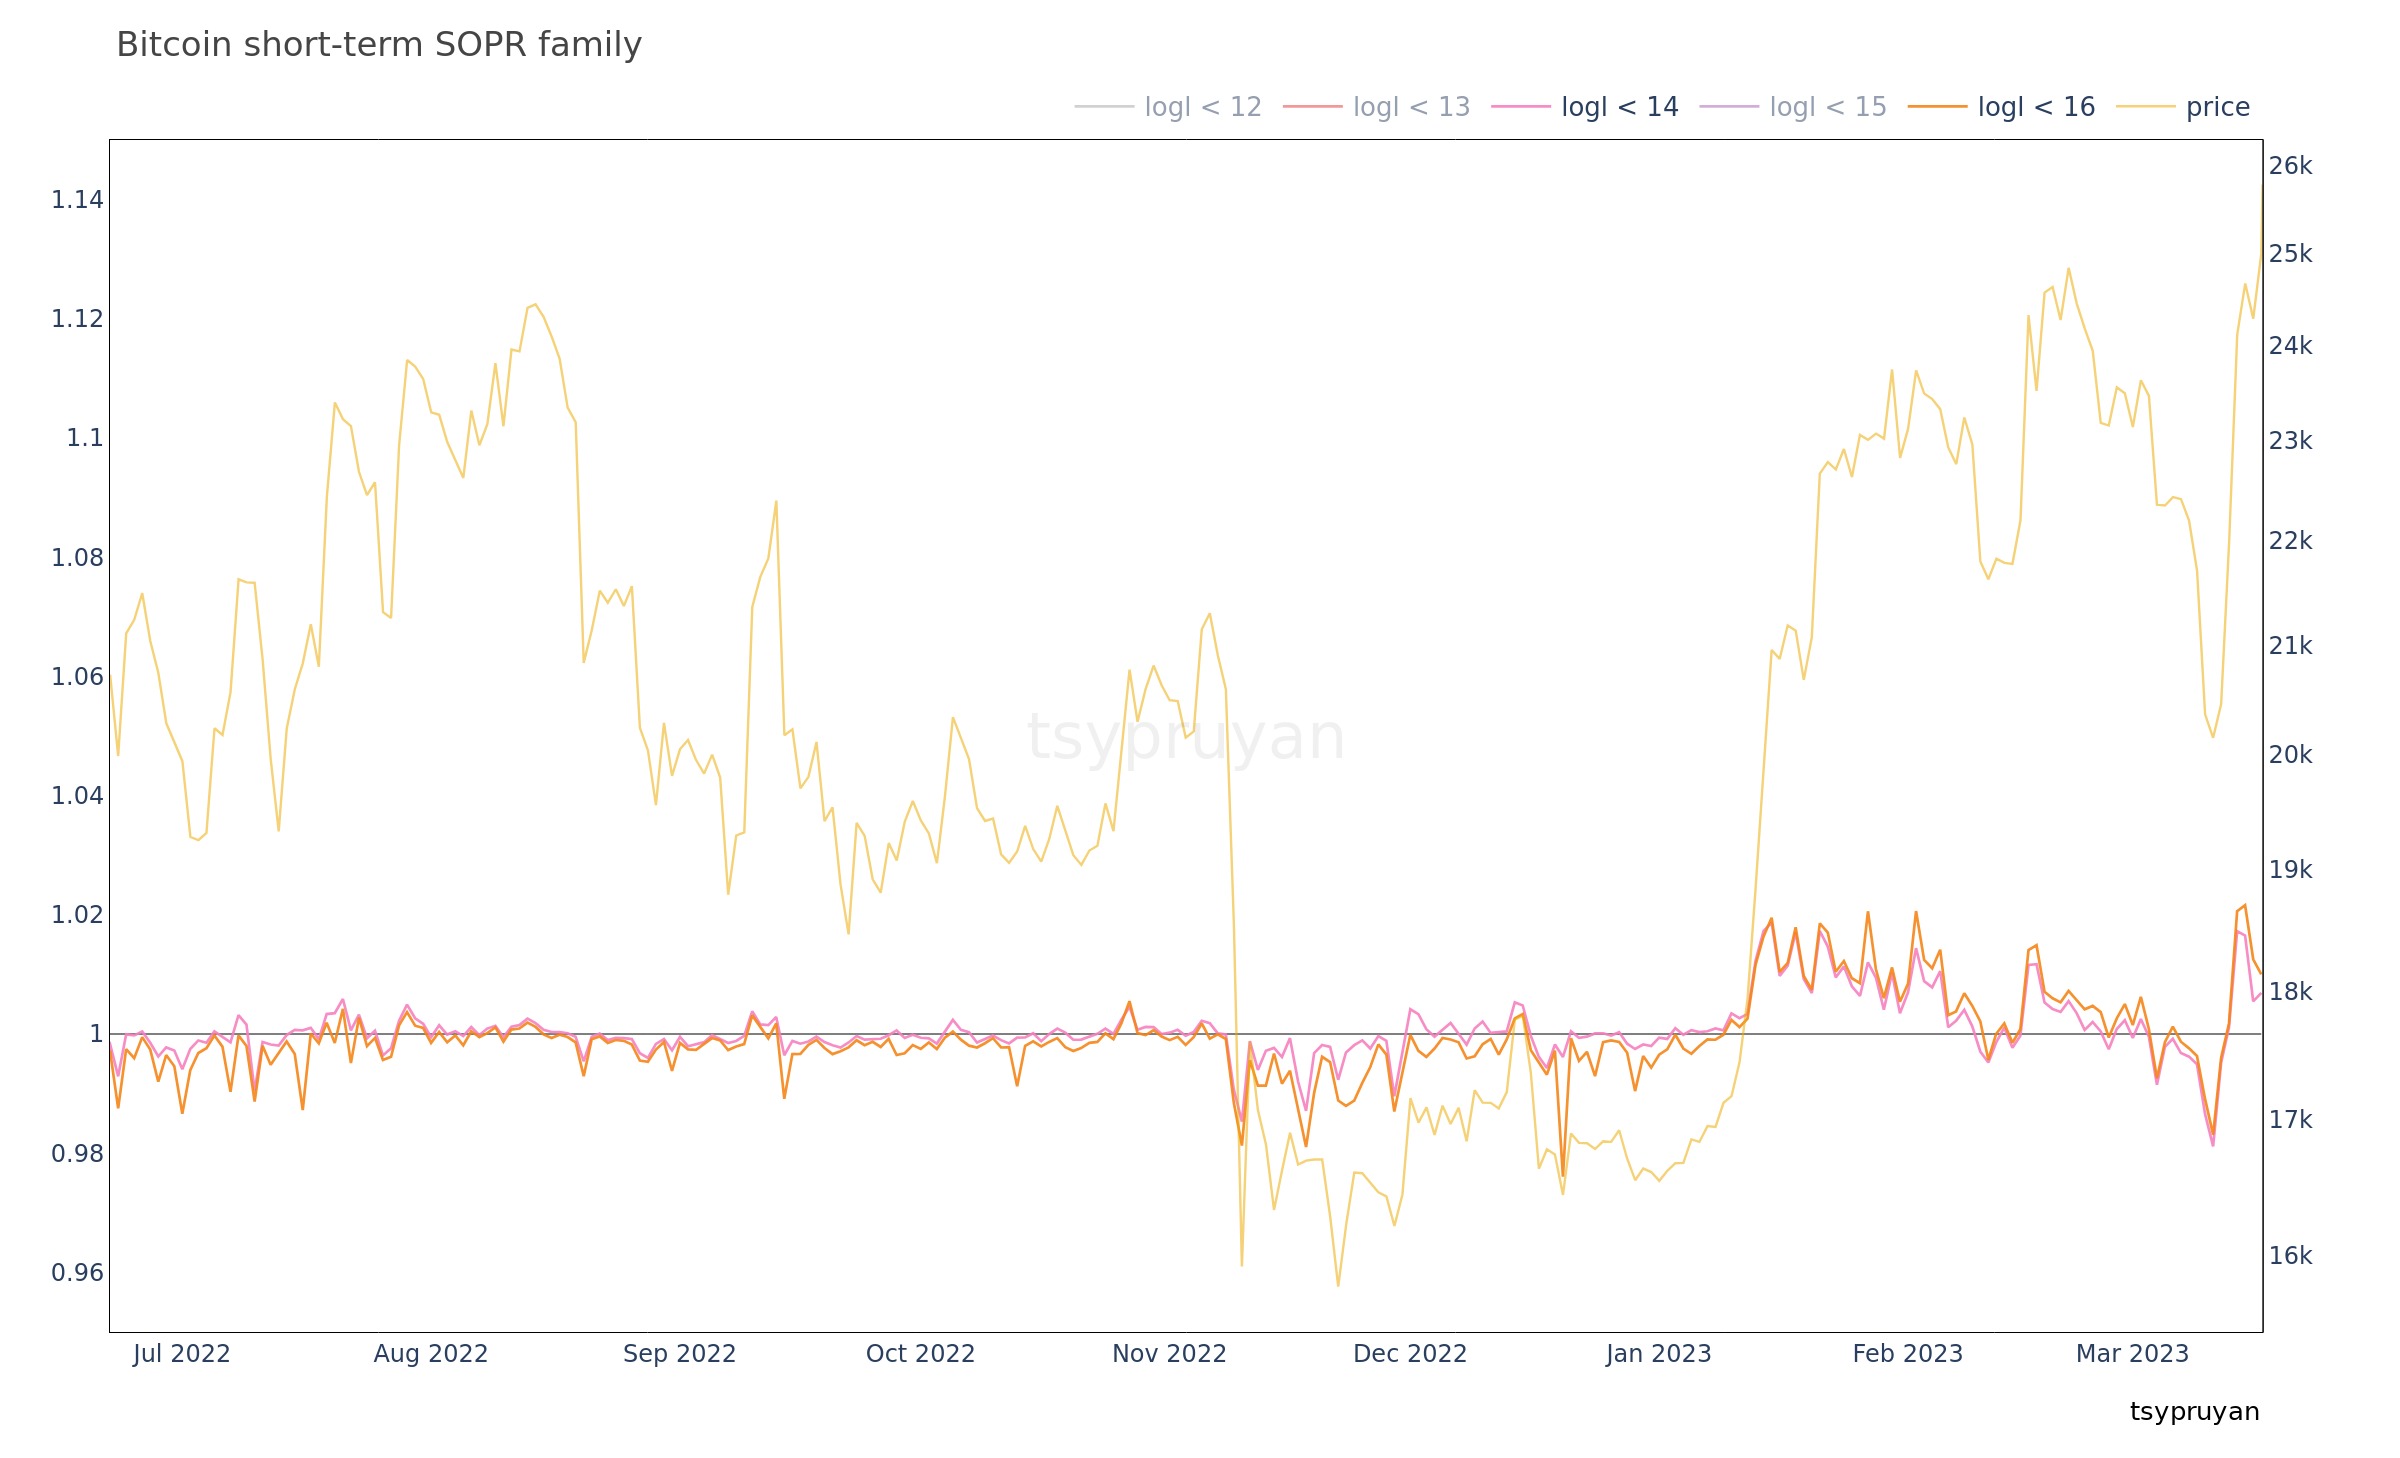 Bitcoin short-term SOPR family
logl < 12 logl < 13 logl < 14 logl < 15 logl < 16 price
1.14
1.12
1.1
1.08
1.06
1.04
1.02
1
0.98
0.96
26k
25k
24k
23k
22k
21k
20k
19k
18k
17k
16k
tsypruyan
Jul 2022 Aug 2022 Sep 2022 Oct 2022 Nov 2022 Dec 2022 Jan 2023 Feb 2023 Mar 2023
tsypruyan